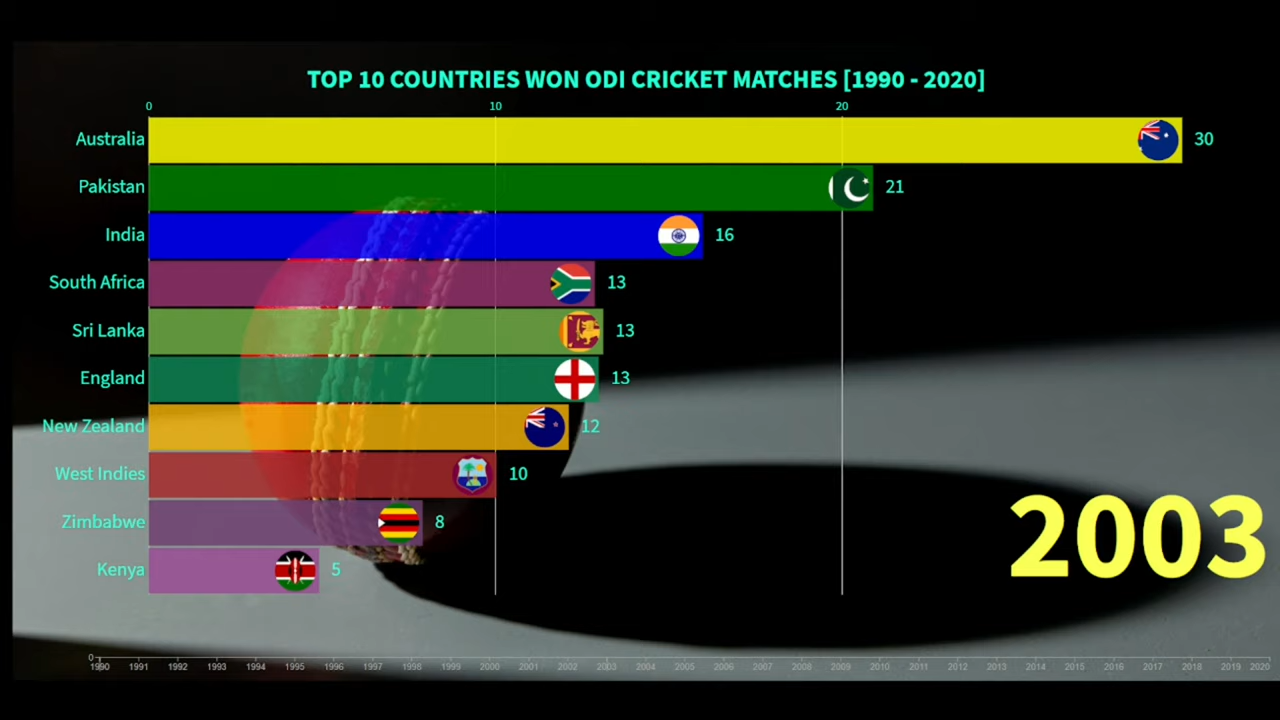 TOP 10 COUNTRIES WON ODI CRICKET MATCHES [1990 - 2020]
0 10 20
Australia 30
Pakistan 21
India 16
South Africa 13
Sri Lanka 13
England 13
New Zealand 12
West Indies 10
Zimbabwe 8
Kenya 5
2003
0
1990 1991 1992 1993 1994 1995 1996 1997 1998 1999 2000 2001 2002 2003 2004 2005 2006 2007 2008 2009 2010 2011 2012 2013 2014 2015 2016 2017 2018 2019 2020